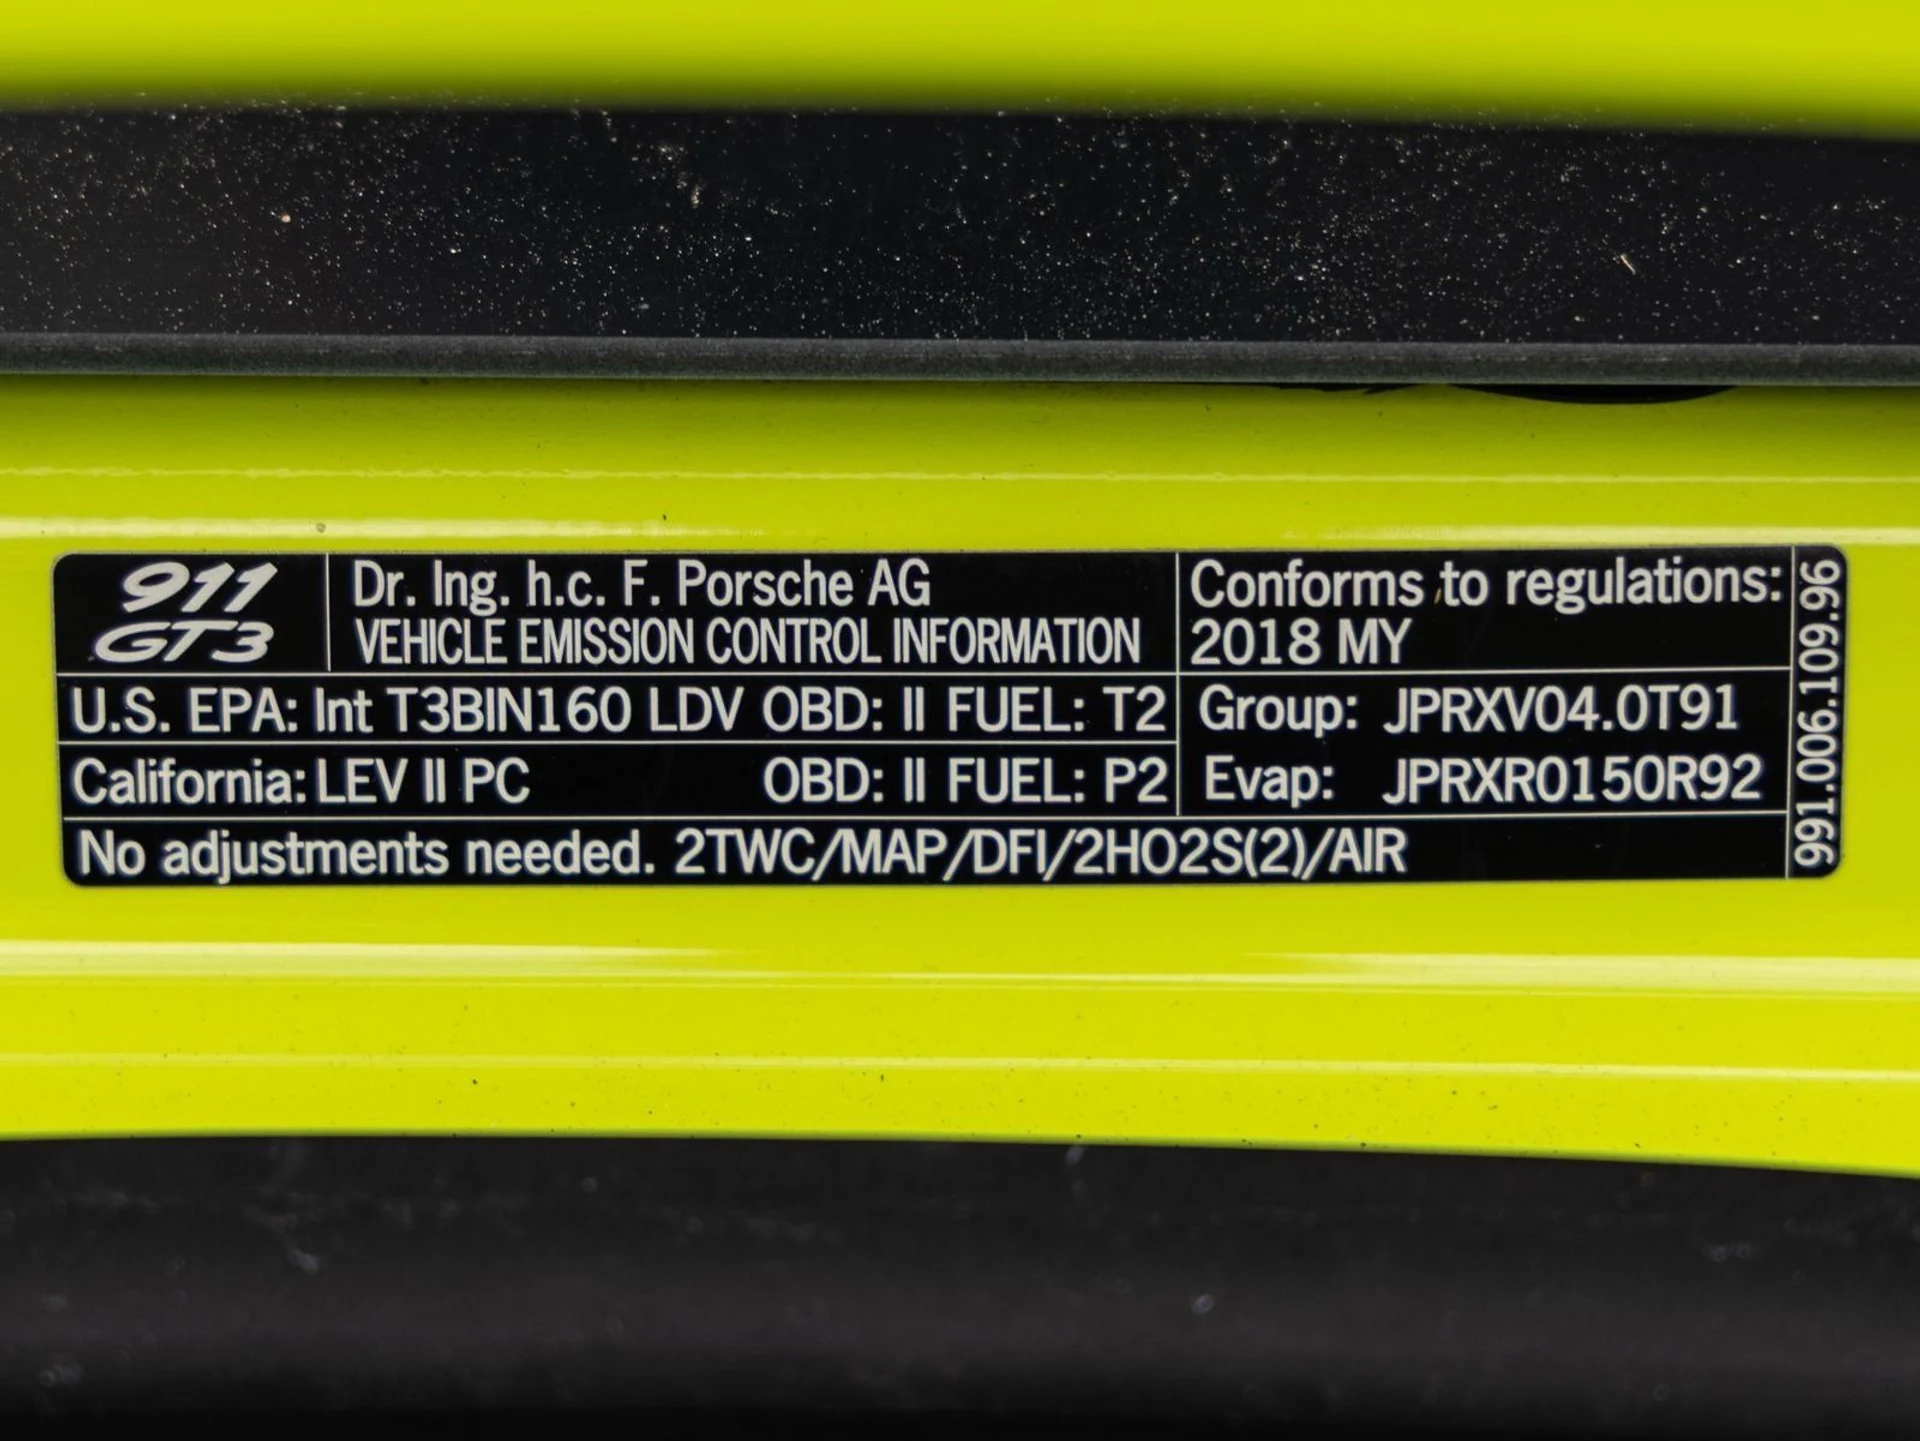 911
GT3
Dr. Ing. h.c. F. Porsche AG
VEHICLE EMISSION CONTROL INFORMATION
Conforms to regulations:
2018 MY
U.S. EPA: Int T3BIN160 LDV OBD: II FUEL: T2
California: LEV II PC OBD: II FUEL: P2
Group: JPRXV04.0T91
Evap: JPRXR0150R92
No adjustments needed. 2TWC/MAP/DFI/2HO2S(2)/AIR
991.006.109.96